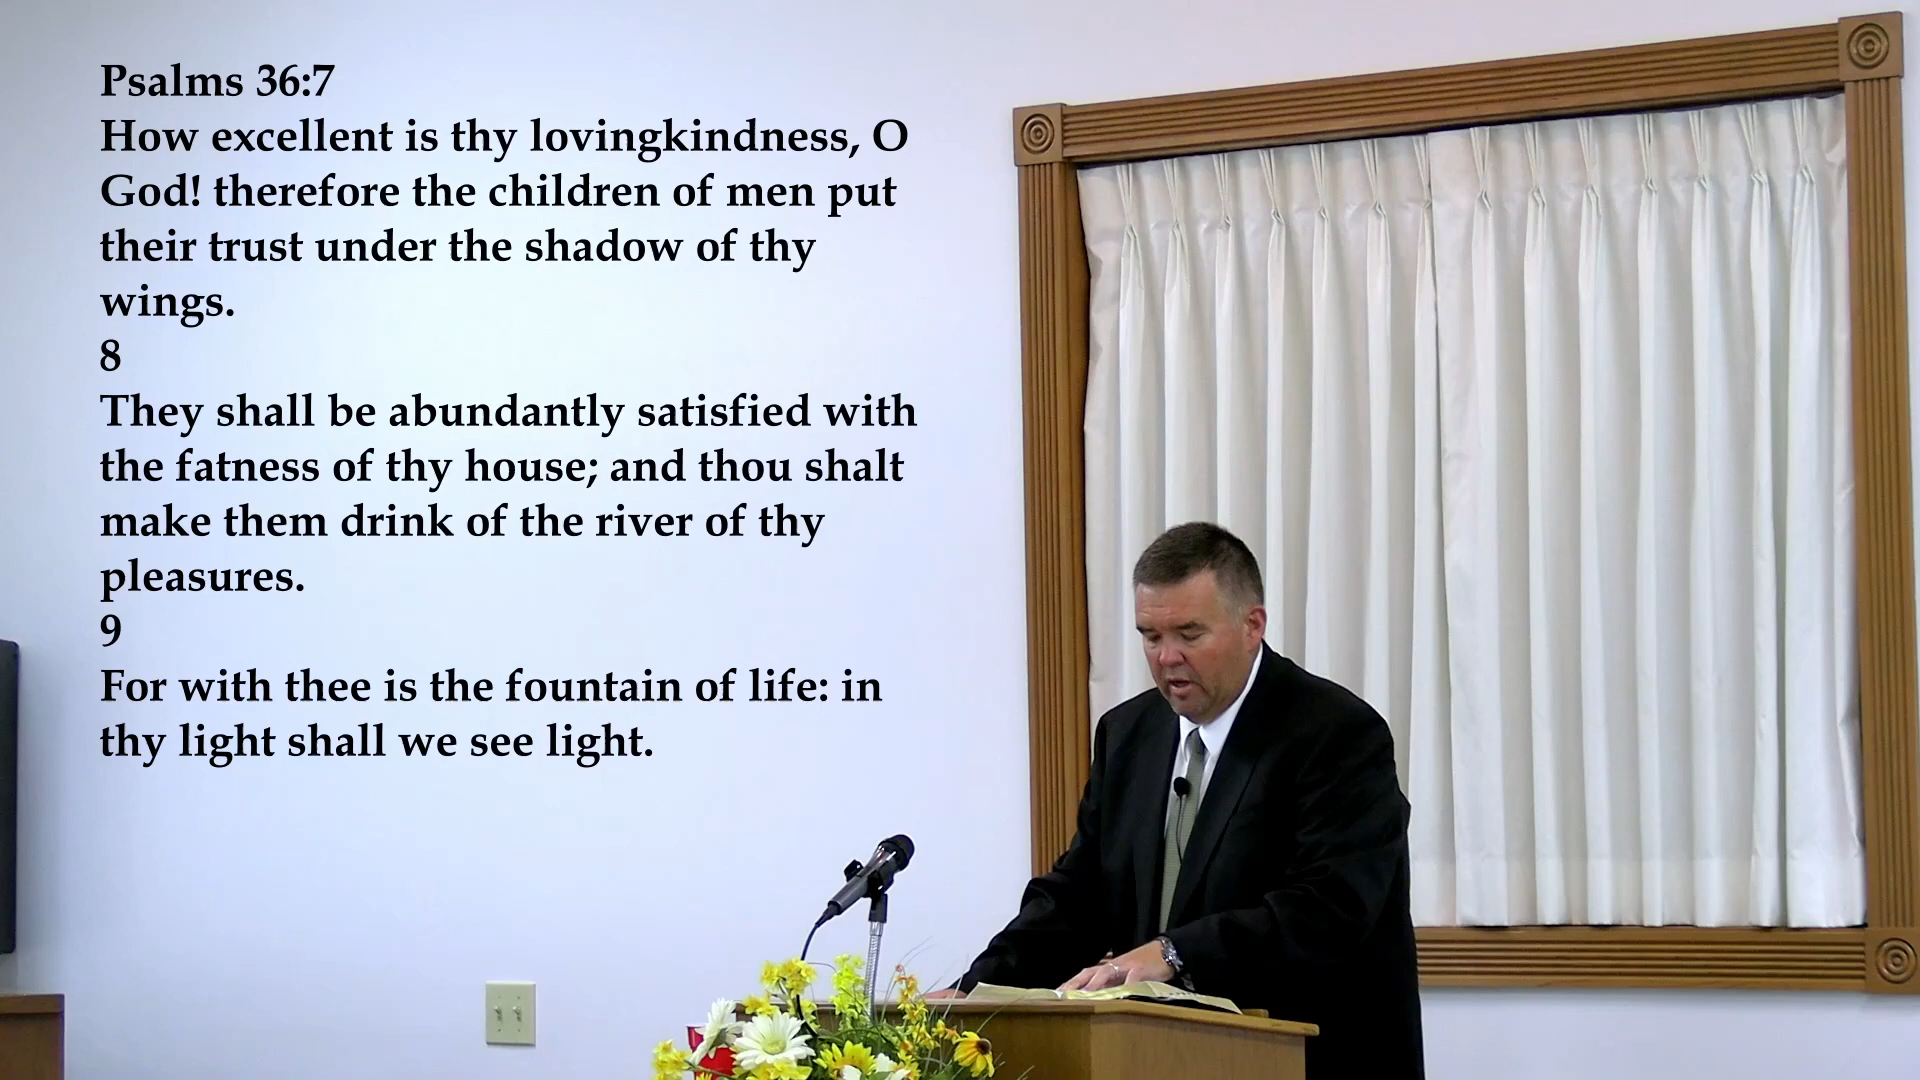 Psalms 36:7
How excellent is thy lovingkindness, O
God! therefore the children of men put
their trust under the shadow of thy
wings.
8
They shall be abundantly satisfied with
the fatness of thy house; and thou shalt
make them drink of the river of thy
pleasures.
9
For with thee is the fountain of life: in
thy light shall we see light.